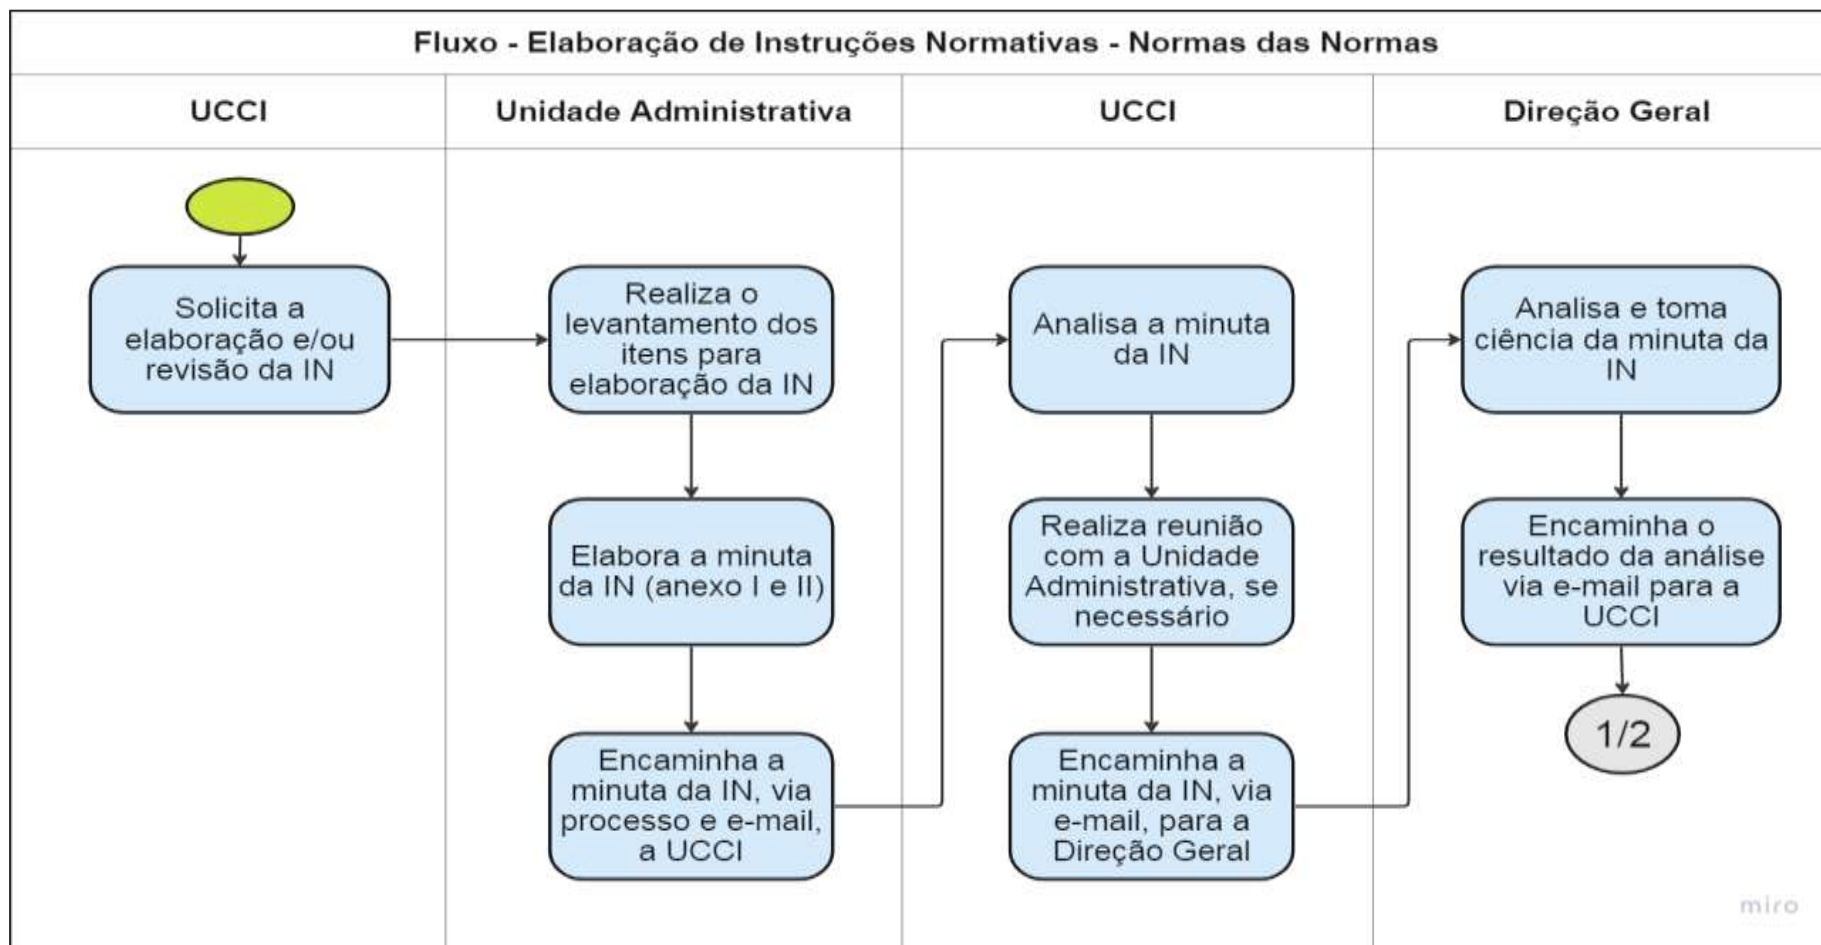 Fluxo - Elaboração de Instruções Normativas - Normas das Normas
UCCI
Unidade Administrativa
UCCI
Direção Geral
Solicita a
elaboração e/ou
revisão da IN
Realiza o
levantamento dos
itens para
elaboração da IN
Elabora a minuta
da IN (anexo I e II)
Encaminha a
minuta da IN, via
processo e e-mail,
a UCCI
Analisa a minuta
da IN
Realiza reunião
com a Unidade
Administrativa, se
necessário
Encaminha a
minuta da IN, via
e-mail, para a
Direção Geral
Analisa e toma
ciência da minuta da
IN
Encaminha o
resultado da análise
via e-mail para a
UCCI
1/2
miro